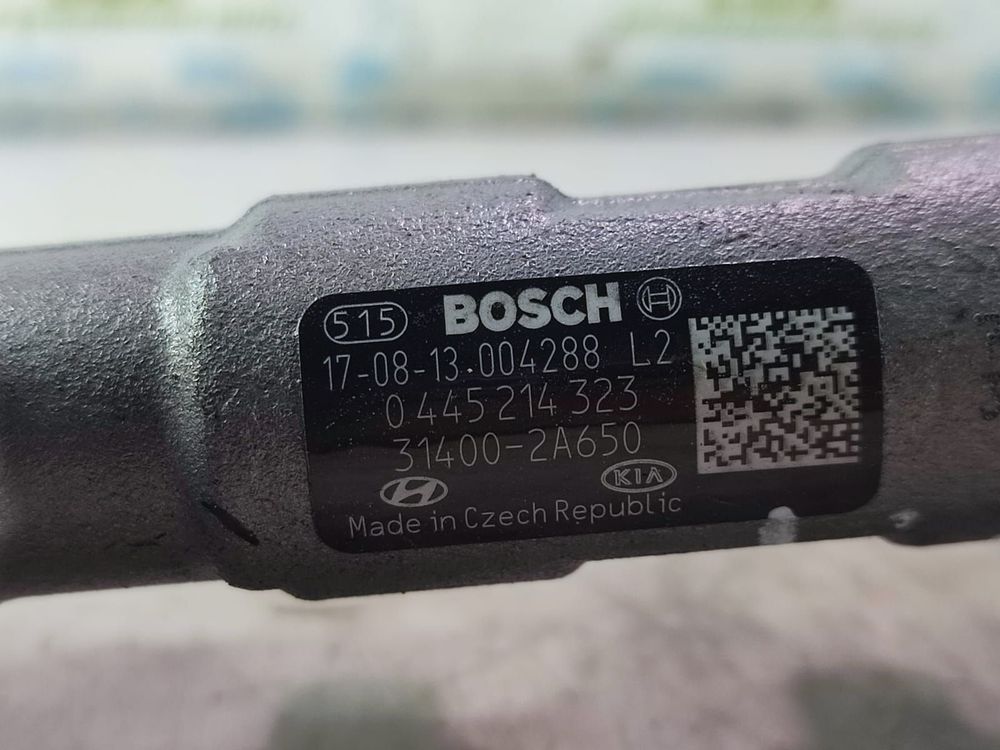 515 BOSCH
17-08-13.004288 L2
0 445 214 323
31400-2A650
KIA
Made in Czech Republic